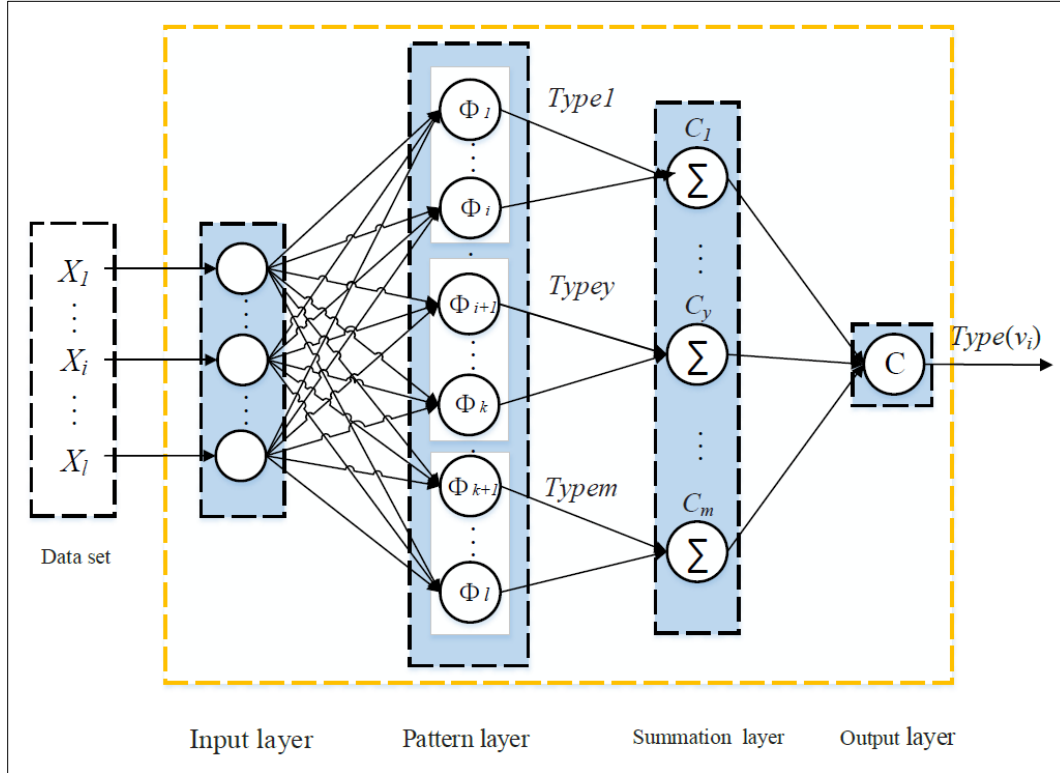 X1
Xi
Xl
Data set
Input layer
Φ1
Φi
Φi+1
Φk
Φk+1
Φl
Pattern layer
Type1
Typey
Typem
C1
∑
Cy
∑
Cm
∑
Summation layer
C
Output layer
Type(vi)